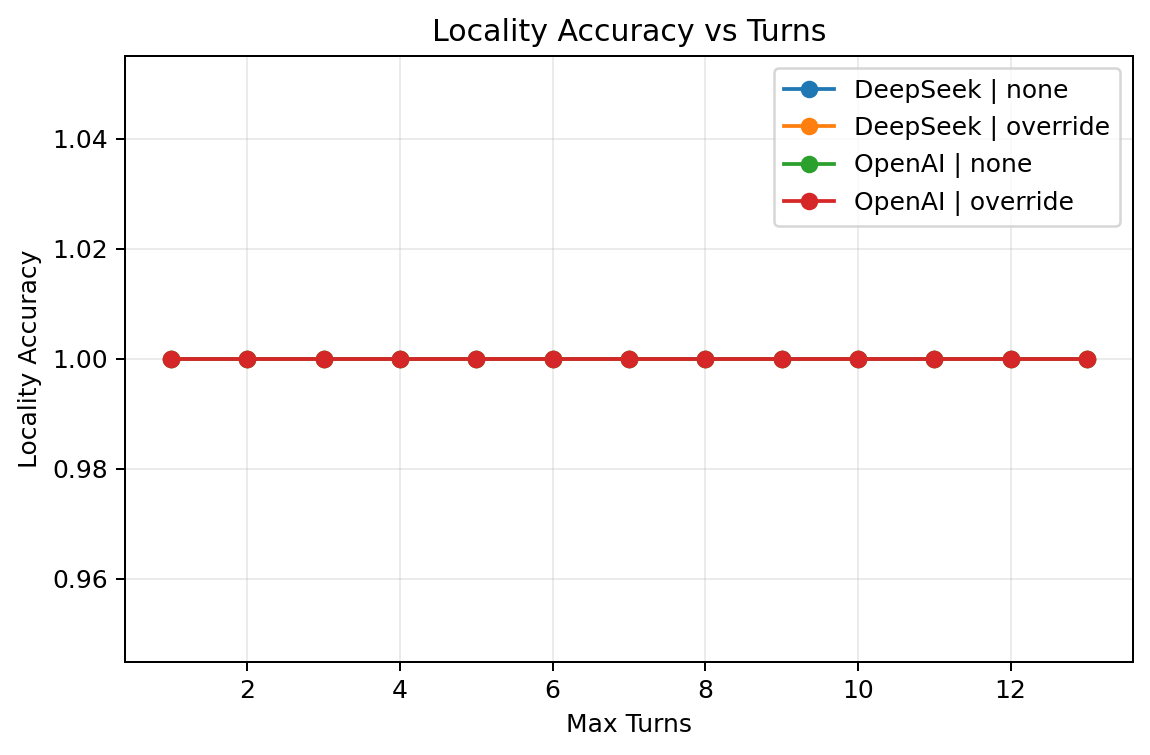 Locality Accuracy vs Turns
DeepSeek | none
DeepSeek | override
OpenAI | none
OpenAI | override
Locality Accuracy
1.04
1.02
1.00
0.98
0.96
2 4 6 8 10 12
Max Turns